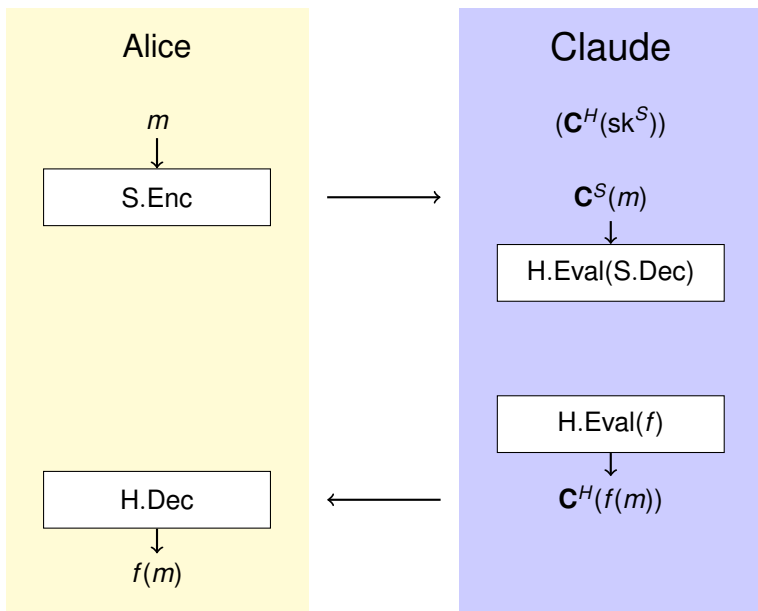 Alice
m
S.Enc
H.Dec
f(m)
Claude
(C^H(sk^S))
C^S(m)
H.Eval(S.Dec)
H.Eval(f)
C^H(f(m))